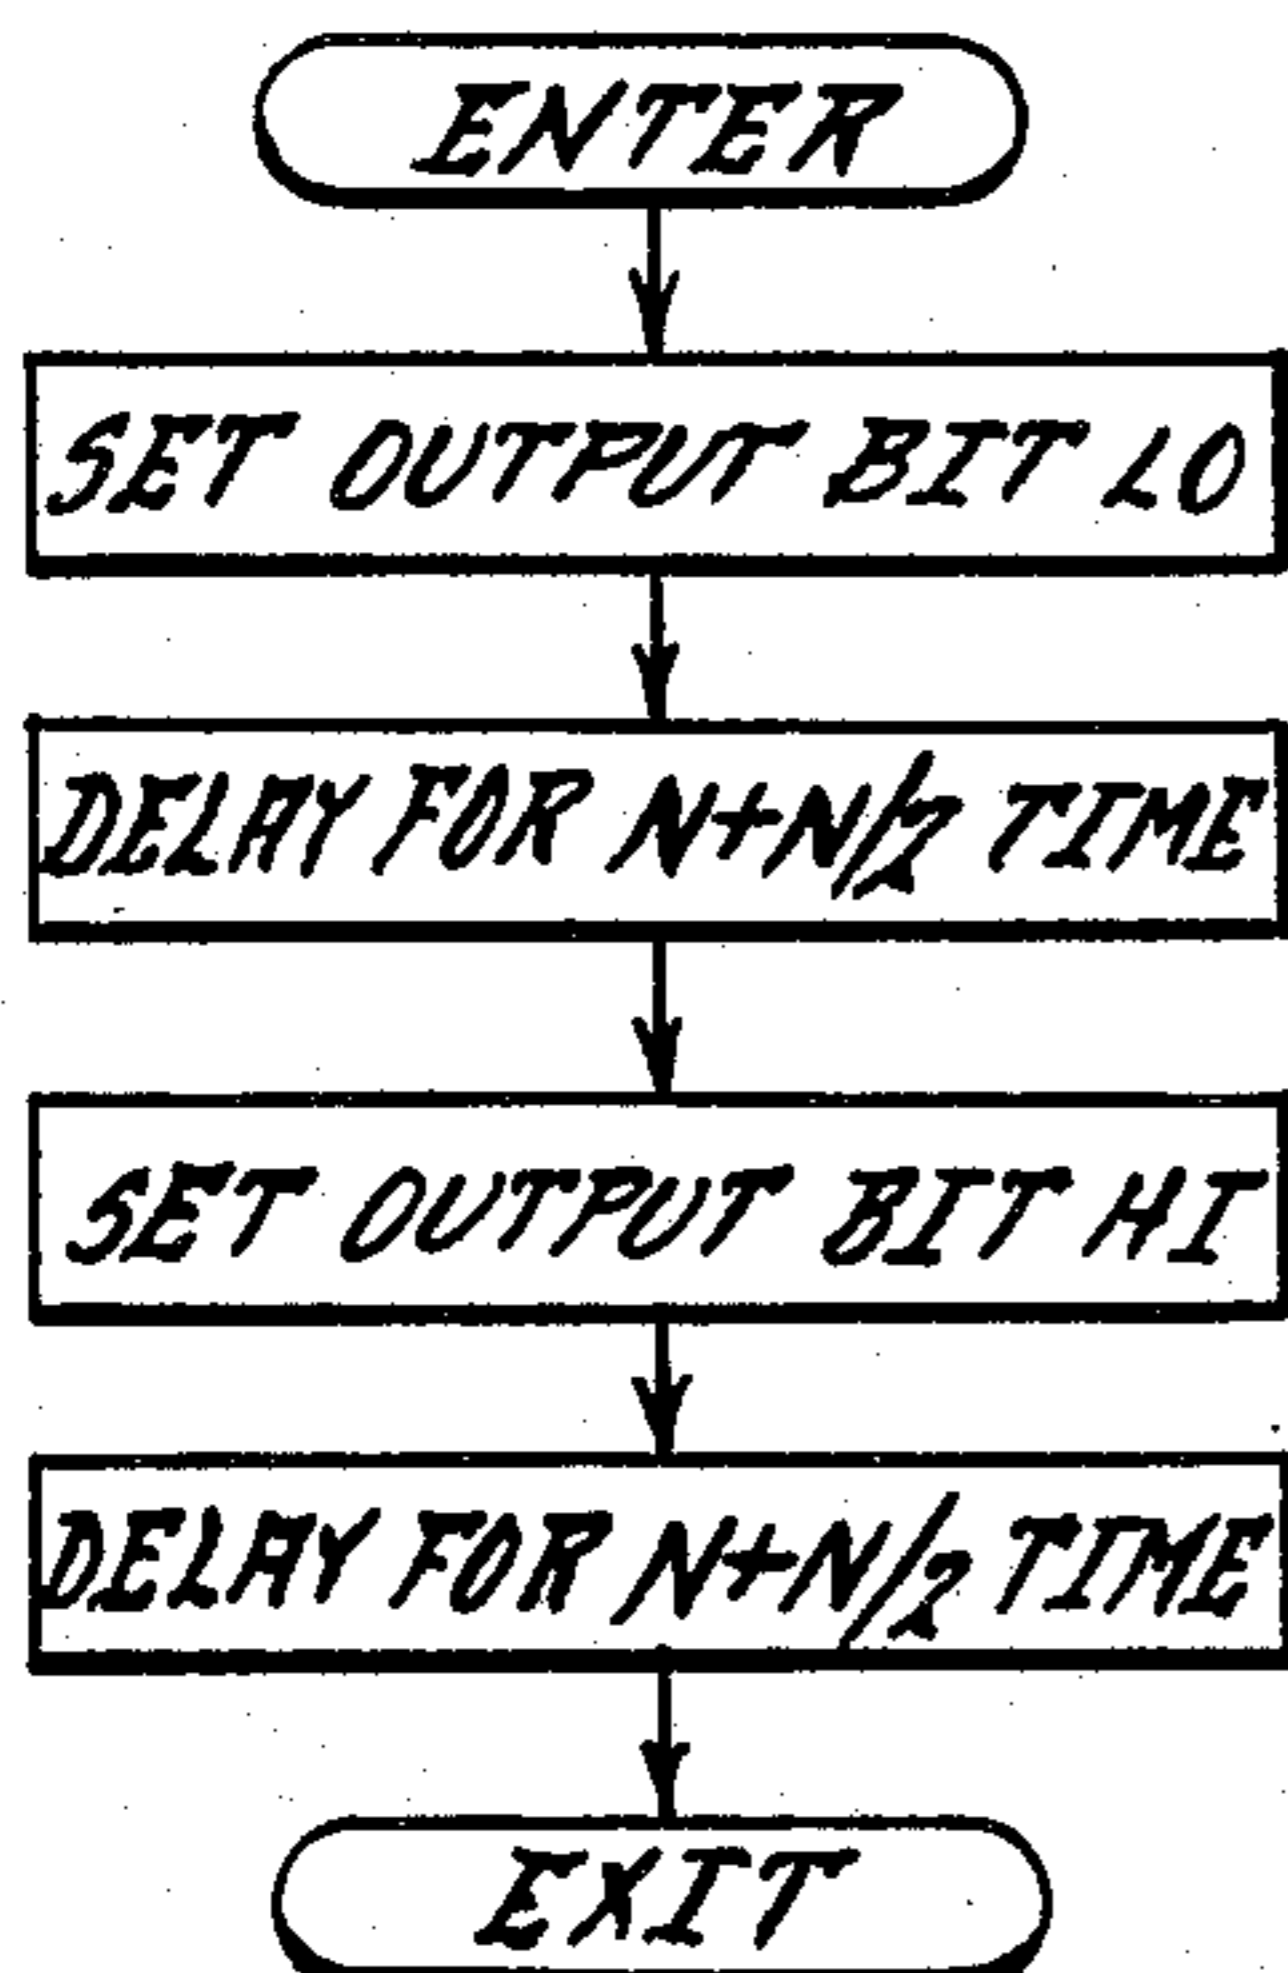 ENTER
SET OUTPUT BIT LO
DELAY FOR N+N/2 TIME
SET OUTPUT BIT HI
DELAY FOR N+N/2 TIME
EXIT